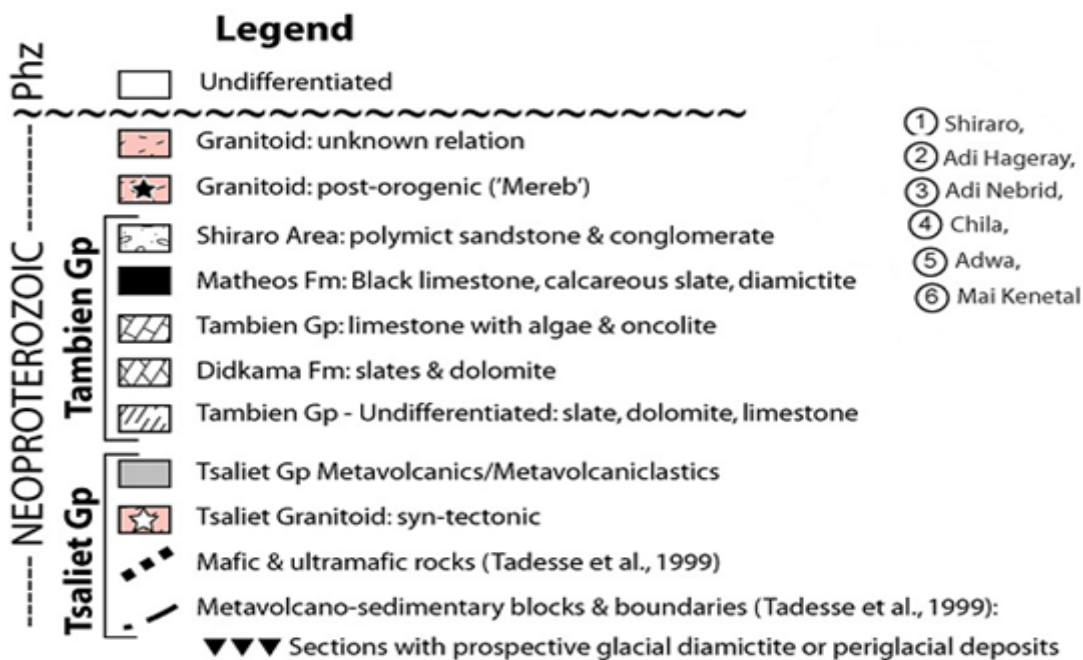 Legend
Phz
Undifferentiated
NEOPROTEROZOIC
Granitoid: unknown relation
Granitoid: post-orogenic ('Mereb')
Tambien Gp
Shiraro Area: polymict sandstone & conglomerate
Matheos Fm: Black limestone, calcareous slate, diamictite
Tambien Gp: limestone with algae & oncolite
Didkama Fm: slates & dolomite
Tambien Gp - Undifferentiated: slate, dolomite, limestone
Tsaliet Gp
Tsaliet Gp Metavolcanics/Metavolcaniclastics
Tsaliet Granitoid: syn-tectonic
Mafic & ultramafic rocks (Tadesse et al., 1999)
Metavolcano-sedimentary blocks & boundaries (Tadesse et al., 1999):
Sections with prospective glacial diamictite or periglacial deposits
1 Shiraro,
2 Adi Hageray,
3 Adi Nebrid,
4 Chila,
5 Adwa,
6 Mai Kenetal